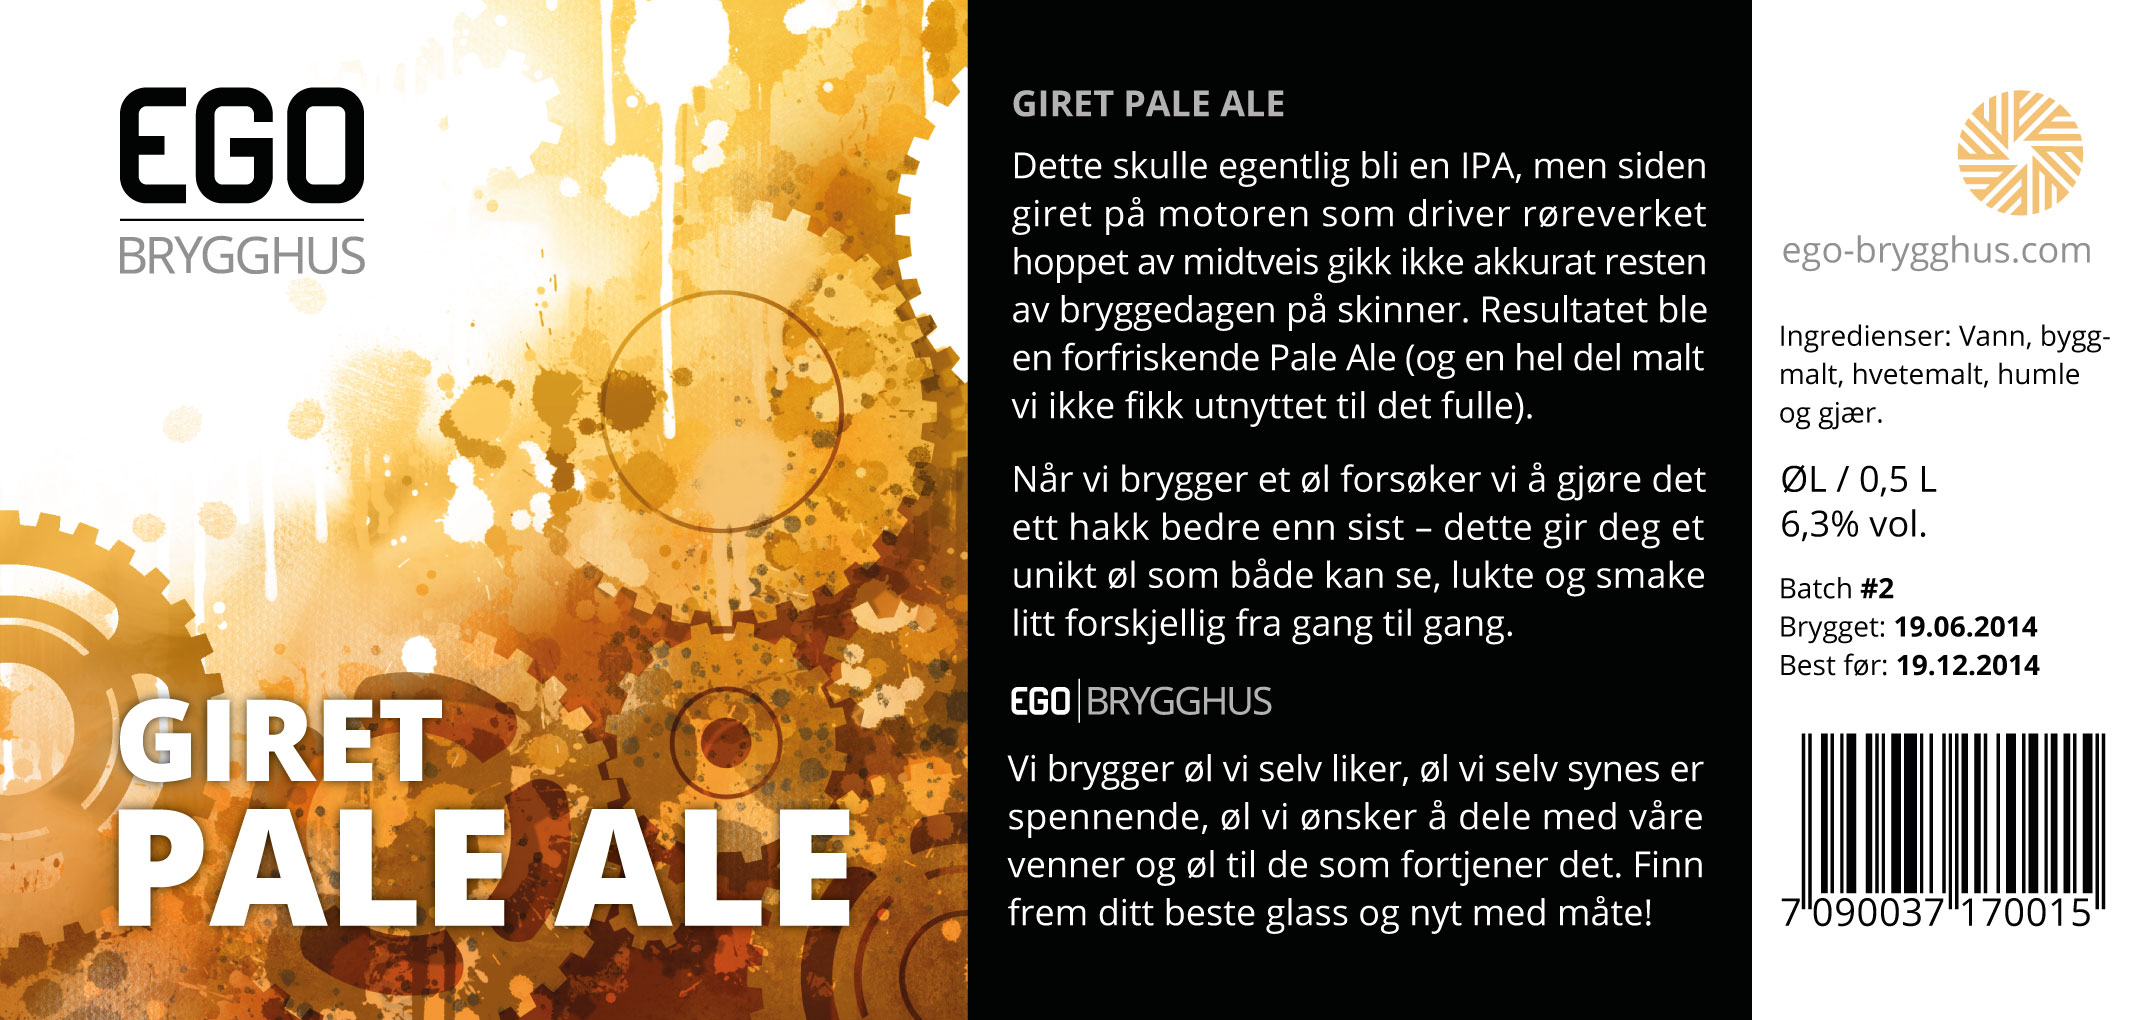 EGO
BRYGGHUS
GIRET
PALE ALE
GIRET PALE ALE
Dette skulle egentlig bli en IPA, men siden
giret på motoren som driver røreverket
hoppet av midtveis gikk ikke akkurat resten
av bryggedagen på skinner. Resultatet ble
en forfriskende Pale Ale (og en hel del malt
vi ikke fikk utnyttet til det fulle).
Når vi brygger et øl forsøker vi å gjøre det
ett hakk bedre enn sist – dette gir deg et
unikt øl som både kan se, lukte og smake
litt forskjellig fra gang til gang.
EGO|BRYGGHUS
Vi brygger øl vi selv liker, øl vi selv synes er
spennende, øl vi ønsker å dele med våre
venner og øl til de som fortjener det. Finn
frem ditt beste glass og nyt med måte!
ego-brygghus.com
Ingredienser: Vann, bygg-
malt, hvetemalt, humle
og gjær.
ØL / 0,5 L
6,3% vol.
Batch #2
Brygget: 19.06.2014
Best før: 19.12.2014
7 090037 170015